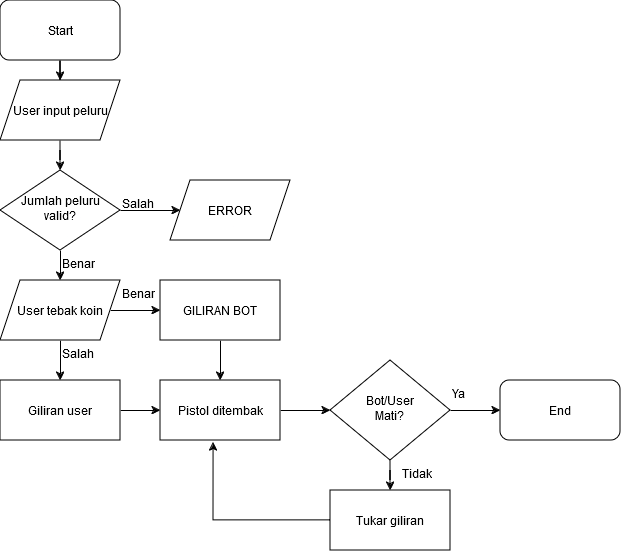 Start
User input peluru
Jumlah peluru
valid?
Salah
ERROR
Benar
User tebak koin
Benar
GILIRAN BOT
Salah
Giliran user
Pistol ditembak
Bot/User
Mati?
Ya
End
Tidak
Tukar giliran